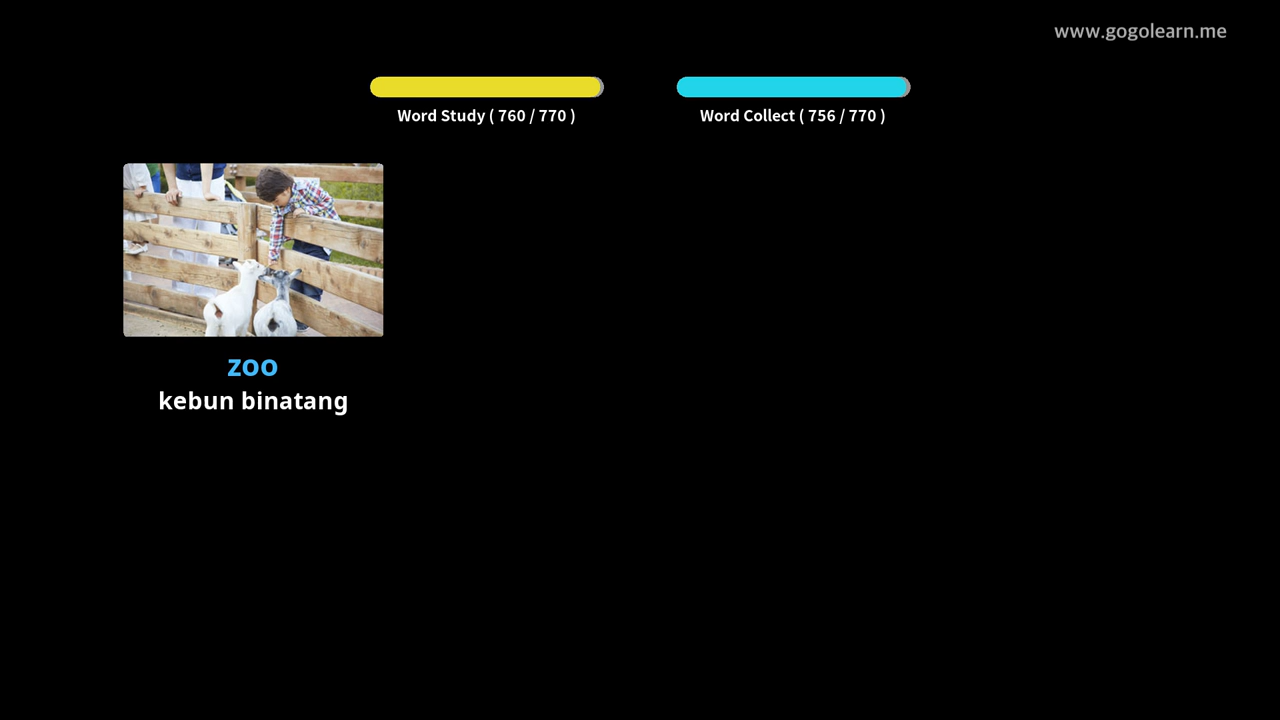 www.gogolearn.me
Word Study ( 760 / 770 )
Word Collect ( 756 / 770 )
zoo
kebun binatang